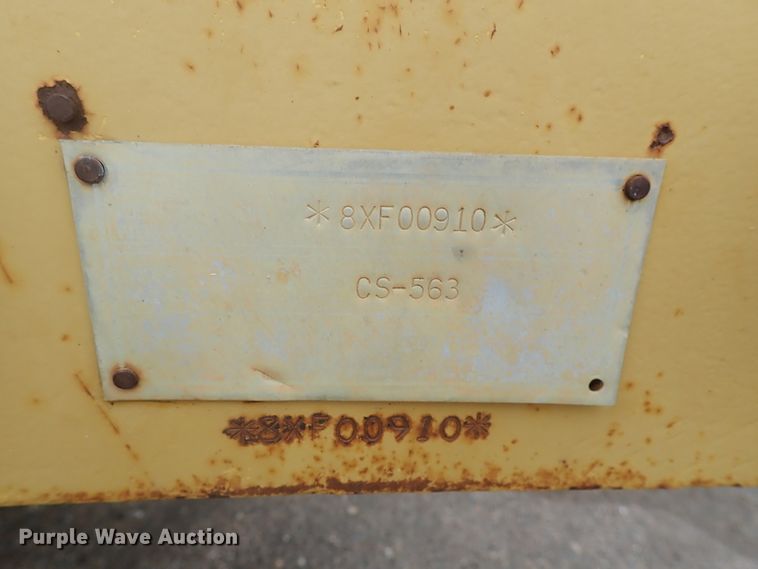 *8XF00910*
CS-563
*8XF00910*
Purple Wave Auction